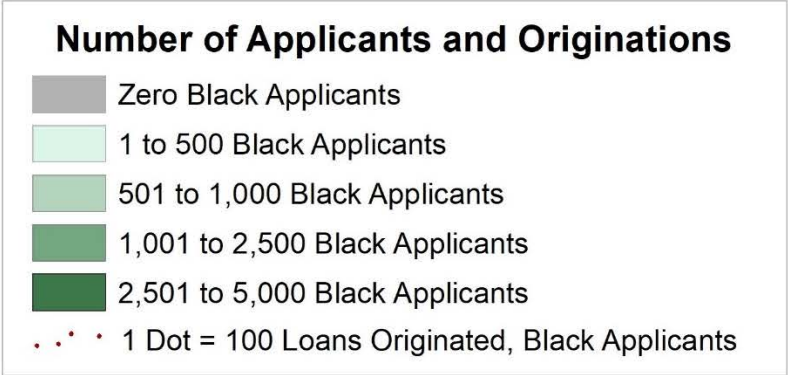 Number of Applicants and Originations
Zero Black Applicants
1 to 500 Black Applicants
501 to 1,000 Black Applicants
1,001 to 2,500 Black Applicants
2,501 to 5,000 Black Applicants
1 Dot = 100 Loans Originated, Black Applicants